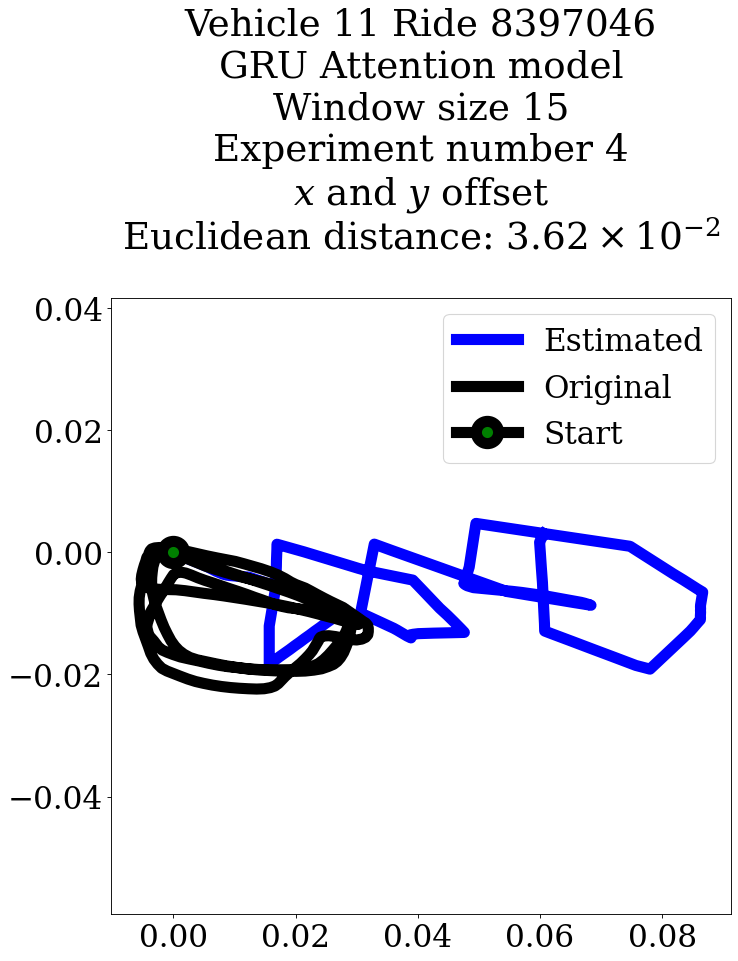 Vehicle 11 Ride 8397046
GRU Attention model
Window size 15
Experiment number 4
x and y offset
Euclidean distance: 3.62 × 10⁻²
Estimated
Original
Start
0.04
0.02
0.00
−0.02
−0.04
0.00 0.02 0.04 0.06 0.08